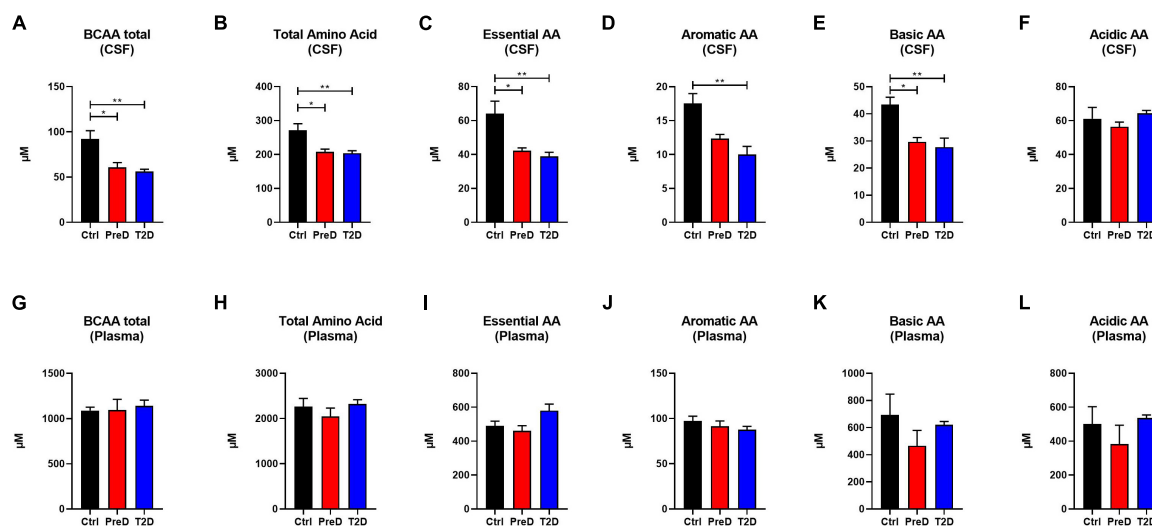 A
BCAA total
(CSF)
µM
150
100
50
0
*
**
Ctrl PreD T2D
B
Total Amino Acid
(CSF)
µM
400
300
200
100
0
**
*
Ctrl PreD T2D
C
Essential AA
(CSF)
µM
80
60
40
20
0
**
*
Ctrl PreD T2D
D
Aromatic AA
(CSF)
µM
20
15
10
5
0
**
Ctrl PreD T2D
E
Basic AA
(CSF)
µM
50
40
30
20
10
0
**
*
Ctrl PreD T2D
F
Acidic AA
(CSF)
µM
80
60
40
20
0
Ctrl PreD T2D
G
BCAA total
(Plasma)
µM
1500
1000
500
0
Ctrl PreD T2D
H
Total Amino Acid
(Plasma)
µM
3000
2000
1000
0
Ctrl PreD T2D
I
Essential AA
(Plasma)
µM
800
600
400
200
0
Ctrl PreD T2D
J
Aromatic AA
(Plasma)
µM
150
100
50
0
Ctrl PreD T2D
K
Basic AA
(Plasma)
µM
1000
800
600
400
200
0
Ctrl PreD T2D
L
Acidic AA
(Plasma)
µM
800
600
400
200
0
Ctrl PreD T2D